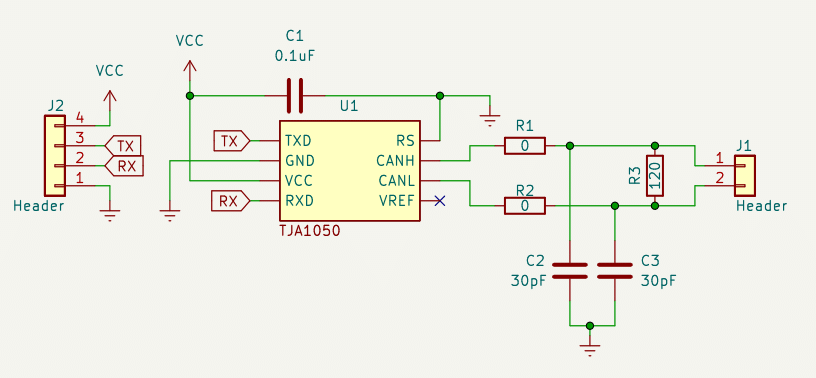 C1
0.1uF
VCC
VCC
J2
4
3
2
1
TX
RX
Header
U1
TX
RX
TXD
GND
VCC
RXD
RS
CANH
CANL
VREF
TJA1050
R1
0
R2
0
R3
120
J1
1
2
Header
C2
30pF
C3
30pF